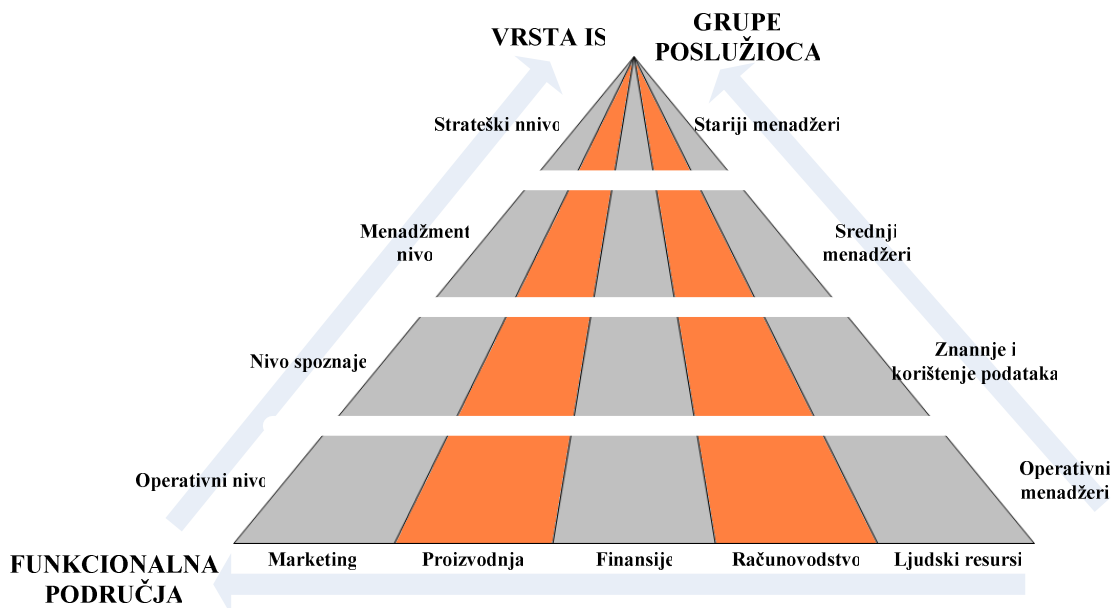 VRSTA IS
GRUPE
POSLUŽIOCA
Strateški nnivo
Stariji menadžeri
Menadžment
nivo
Srednji
menadžeri
Nivo spoznaje
Znannje i
korištenje podataka
Operativni nivo
Operativni
menadžeri
FUNKCIONALNA
PODRUČJA
Marketing
Proizvodnja
Finansije
Računovodstvo
Ljudski resursi